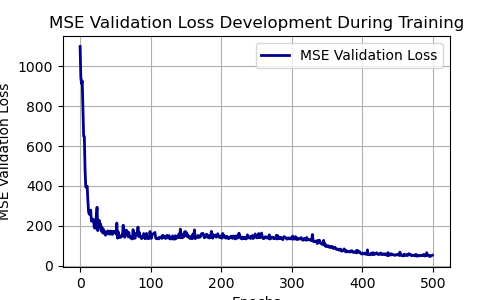 MSE Validation Loss Development During Training
MSE Validation Loss
MSE Validation Loss
1000
800
600
400
200
0
0 100 200 300 400 500
Epochs